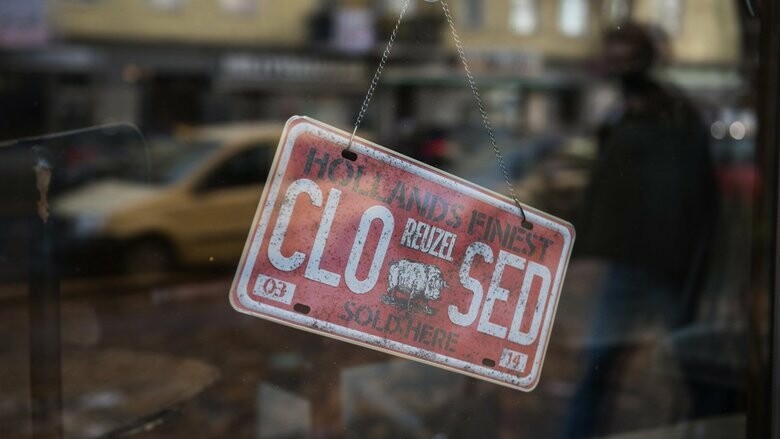 HOLLANDS FINEST
CLO REUZEL SED
03 SOLD HERE 14